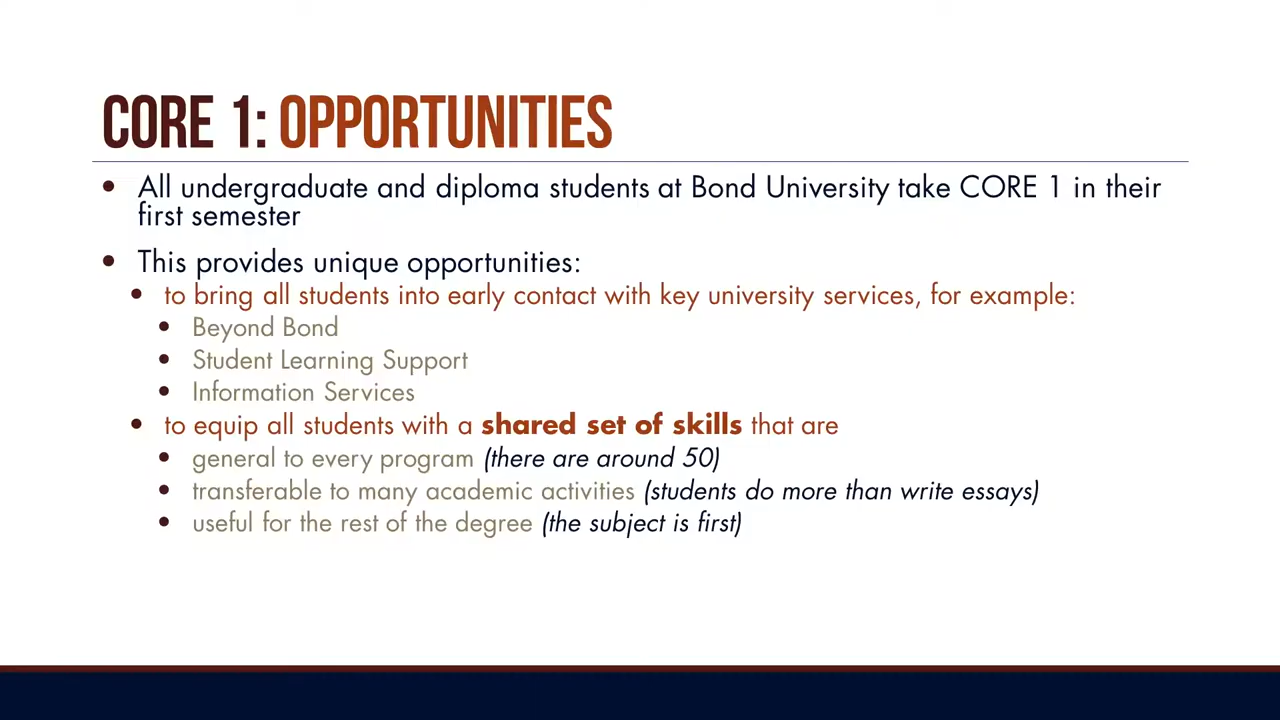 CORE 1: OPPORTUNITIES
• All undergraduate and diploma students at Bond University take CORE 1 in their
first semester
• This provides unique opportunities:
• to bring all students into early contact with key university services, for example:
• Beyond Bond
• Student Learning Support
• Information Services
• to equip all students with a shared set of skills that are
• general to every program (there are around 50)
• transferable to many academic activities (students do more than write essays)
• useful for the rest of the degree (the subject is first)